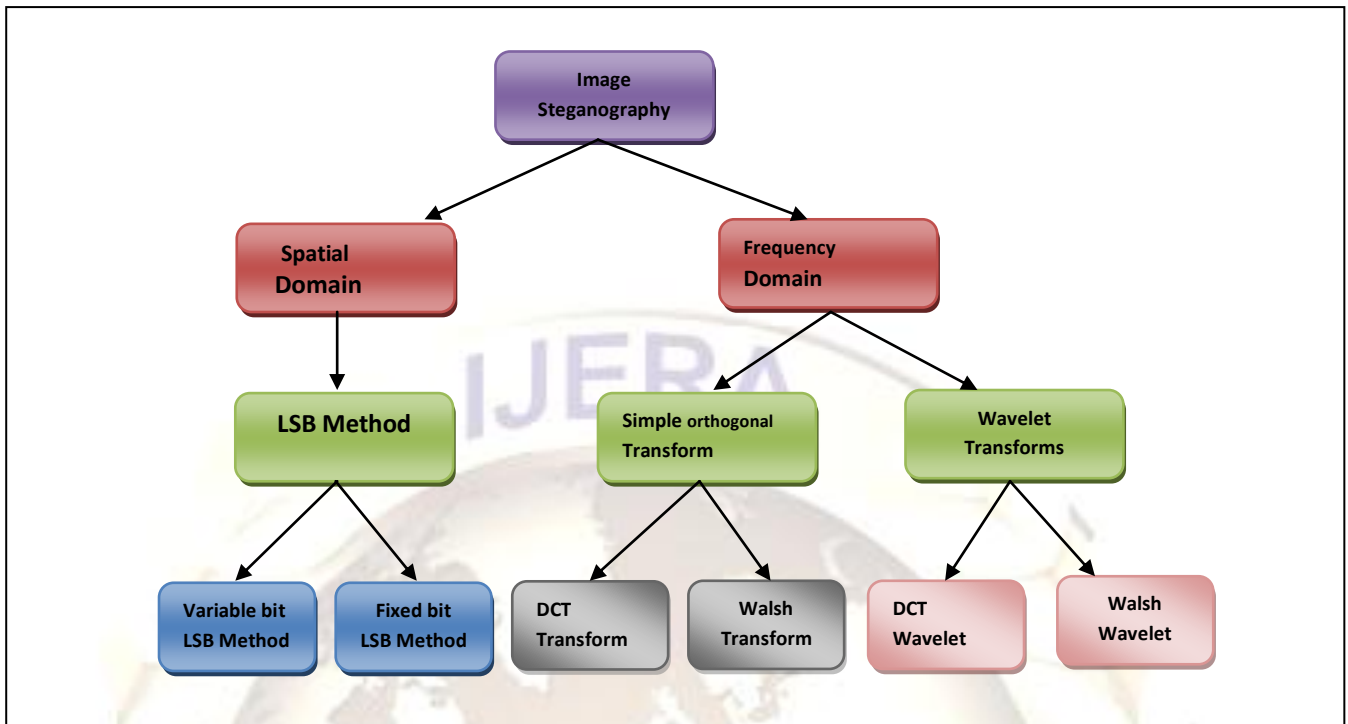 Image
Steganography
Spatial
Domain
Frequency
Domain
IJERA
LSB Method
Simple orthogonal
Transform
Wavelet
Transforms
Variable bit
LSB Method
Fixed bit
LSB Method
DCT
Transform
Walsh
Transform
DCT
Wavelet
Walsh
Wavelet